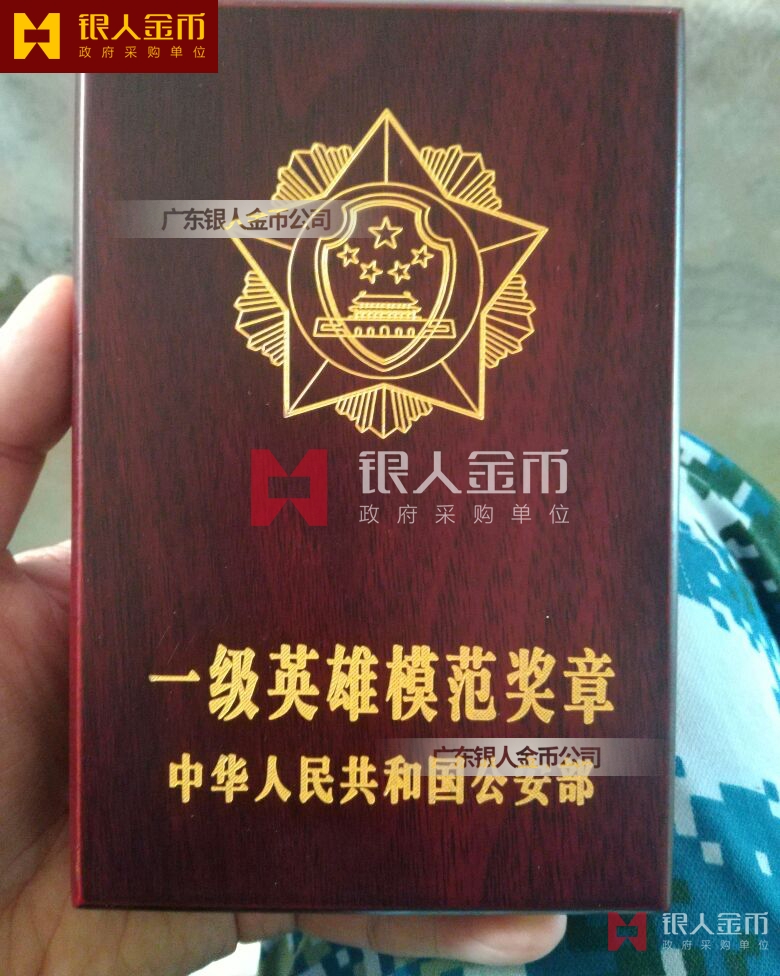 银人金币
政府采购单位
广东银人金币公司
银人金币
政府采购单位
一级英雄模范奖章
广东银人金币公司
中华人民共和国公安部
银人金币
政府采购单位